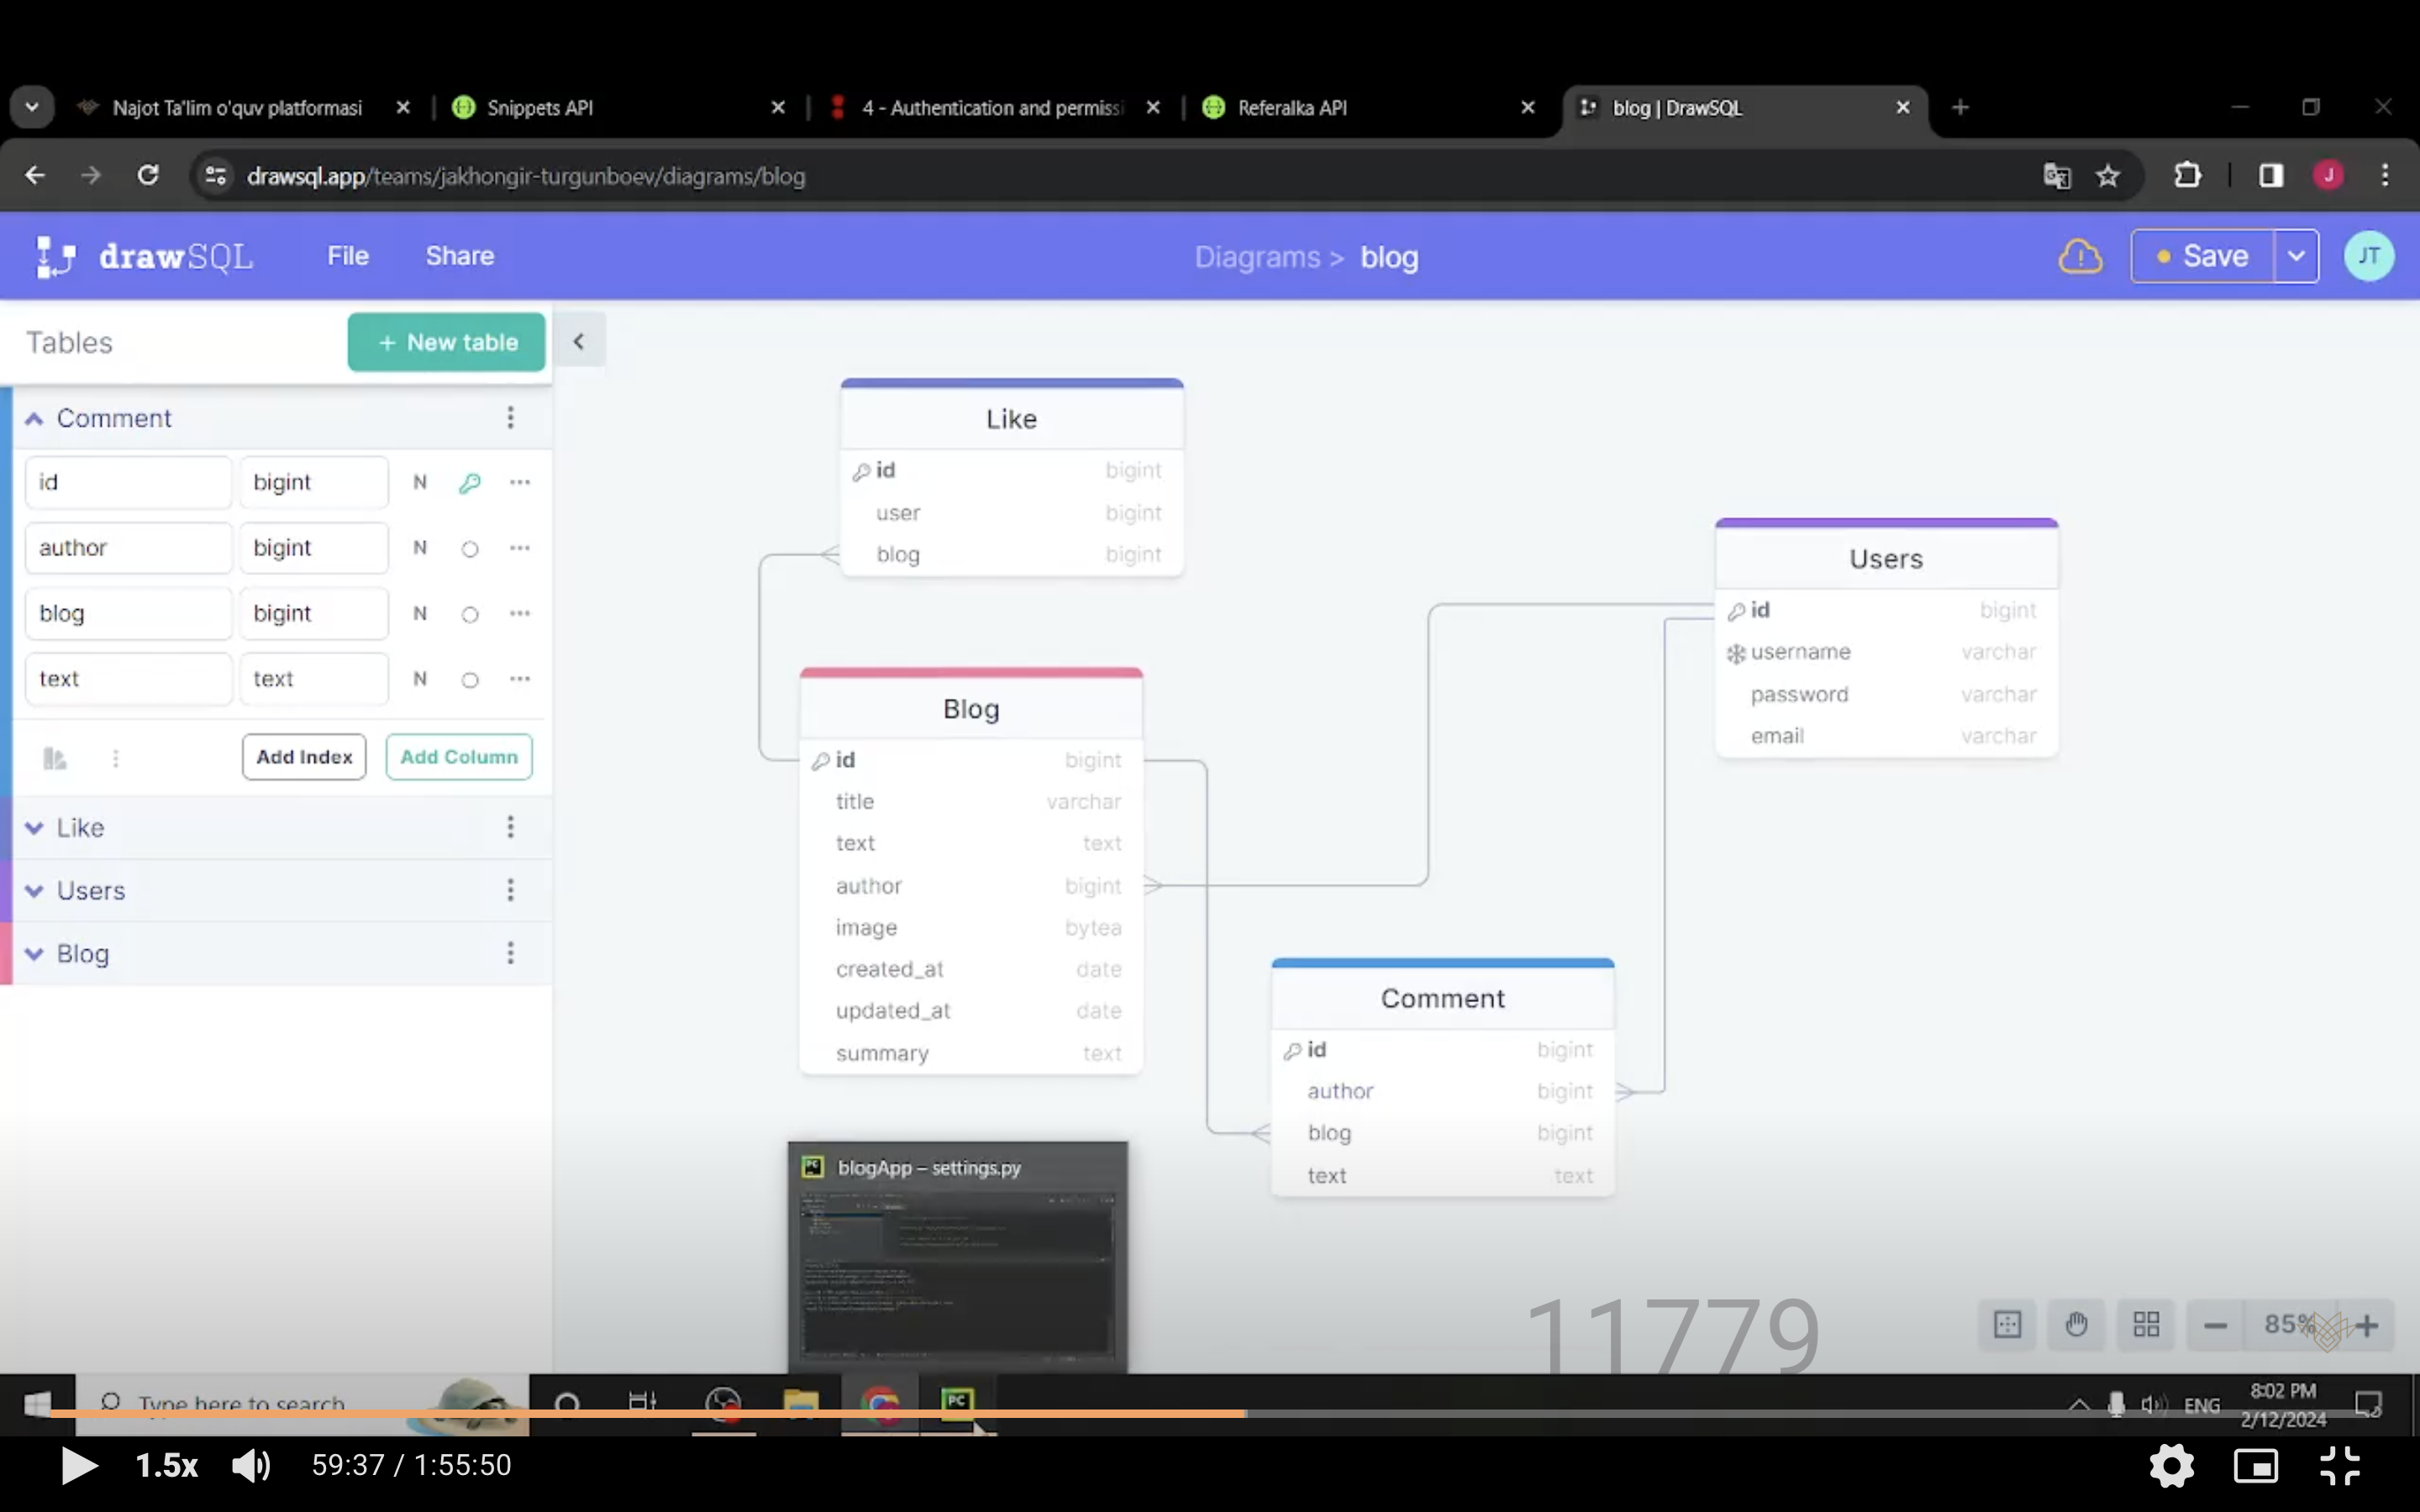 Najot Ta'lim o'quv platformasi
Snippets API
4 - Authentication and permissi
Referalka API
blog | DrawSQL
drawsql.app/teams/jakhongir-turgunboev/diagrams/blog
J
drawSQL
File
Share
Diagrams > blog
Save
JT
Tables
+ New table
Comment
id bigint N
author bigint N
blog bigint N
text text N
Add Index
Add Column
Like
Users
Blog
Like
id bigint
user bigint
blog bigint
Users
id bigint
username varchar
password varchar
email varchar
Blog
id bigint
title varchar
text text
author bigint
image bytea
created_at date
updated_at date
summary text
Comment
id bigint
author bigint
blog bigint
text text
PC blogApp – settings.py
11779
85%
Type here to search
PC
ENG
8:02 PM
2/12/2024
1.5x
59:37 / 1:55:50